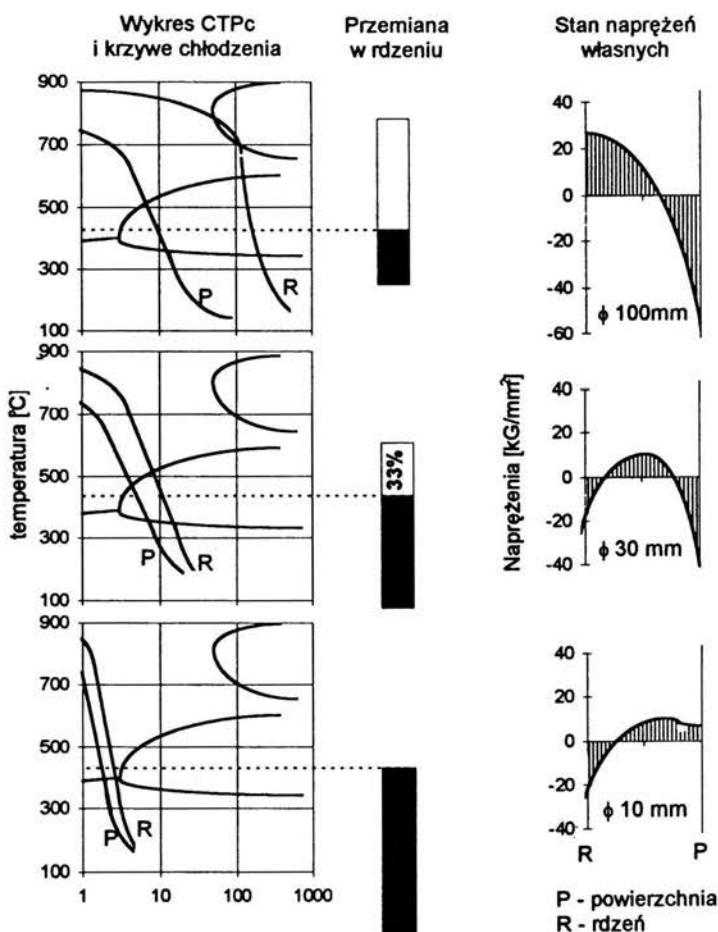 Wykres CTPc
i krzywe chłodzenia
Przemiana
w rdzeniu
Stan naprężeń
własnych
900
700
500
300
100
P
R
40
20
0
-20
-40
-60
ϕ 100mm
temperatura [°C]
900
700
500
300
100
P
R
33%
Naprężenia [kG/mm²]
40
20
0
-20
-40
ϕ 30 mm
900
700
500
300
100
P
R
1
10
100
1000
40
20
0
-20
-40
ϕ 10 mm
R
P
P - powierzchnia
R - rdzeń